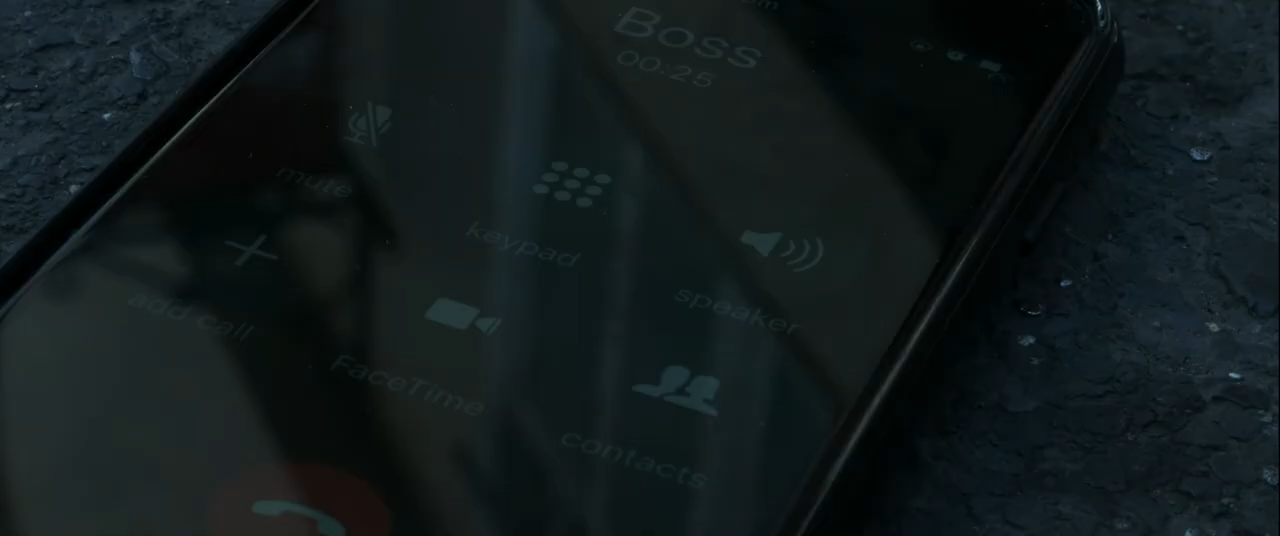 Boss
00:25
mute
keypad
speaker
add call
FaceTime
contacts